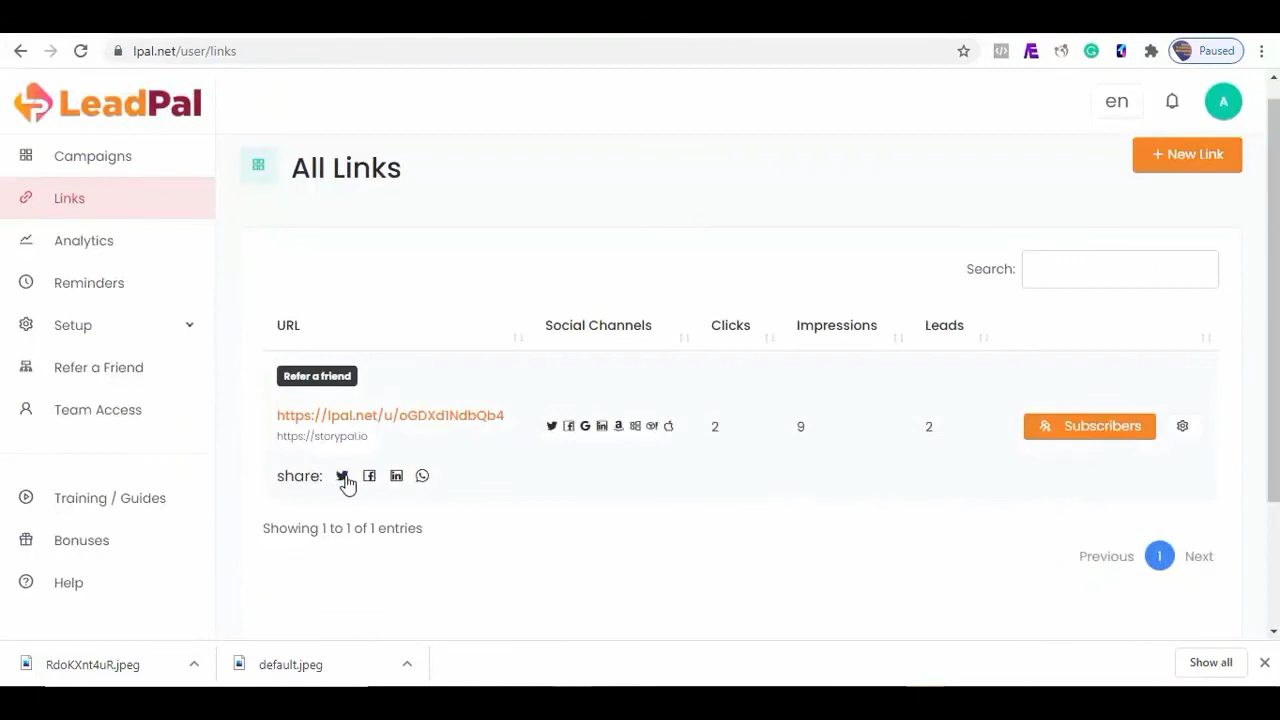 lpal.net/user/links
Paused
LeadPal
en
A
Campaigns
Links
Analytics
Reminders
Setup
Refer a Friend
Team Access
Training / Guides
Bonuses
Help
All Links
+ New Link
Search:
URL Social Channels Clicks Impressions Leads
Refer a friend
https://lpal.net/u/oGDXd1NdbQb4
https://storypal.io
2 9 2 Subscribers
share:
Showing 1 to 1 of 1 entries
Previous 1 Next
RdoKXnt4uR.jpeg
default.jpeg
Show all